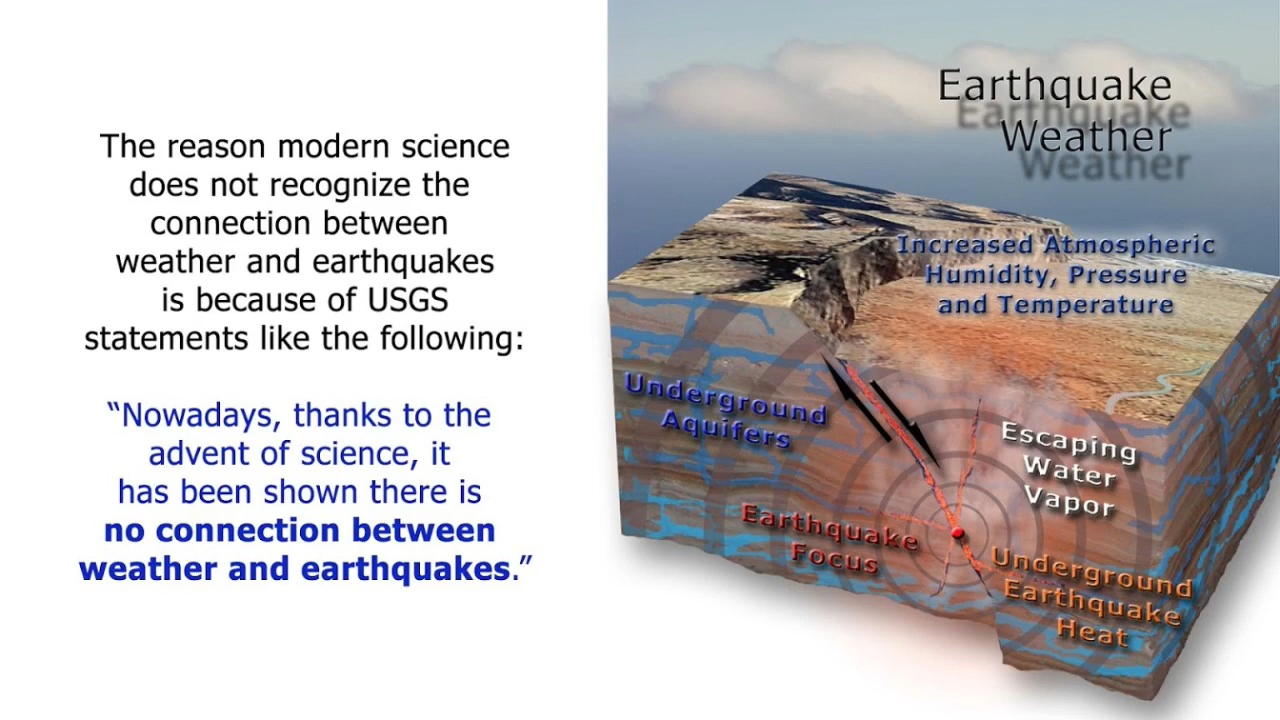 The reason modern science
does not recognize the
connection between
weather and earthquakes
is because of USGS
statements like the following:
“Nowadays, thanks to the
advent of science, it
has been shown there is
no connection between
weather and earthquakes.”
Earthquake
Weather
Increased Atmospheric
Humidity, Pressure
and Temperature
Underground
Aquifers
Escaping
Water
Vapor
Earthquake
Focus
Underground
Earthquake
Heat